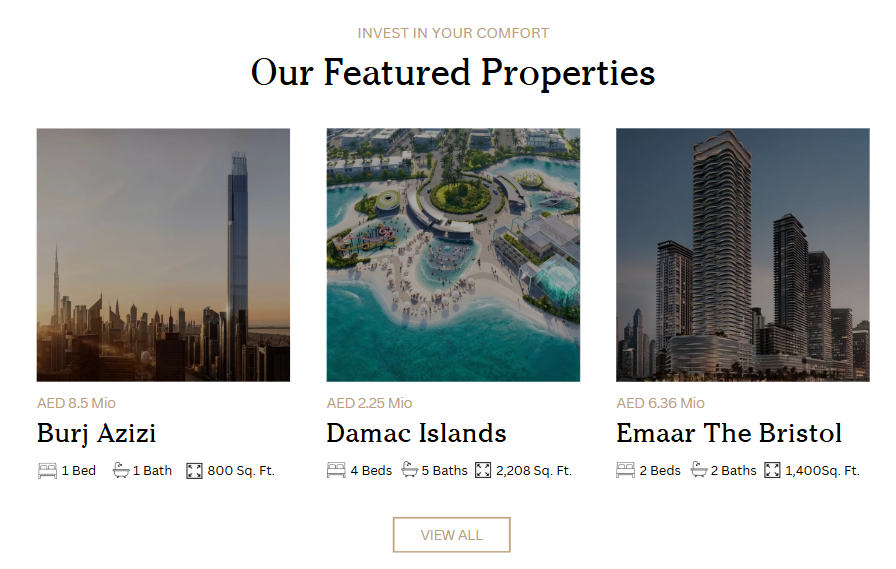 INVEST IN YOUR COMFORT
Our Featured Properties
AED 8.5 Mio
Burj Azizi
1 Bed 1 Bath 800 Sq. Ft.
AED 2.25 Mio
Damac Islands
4 Beds 5 Baths 2,208 Sq. Ft.
AED 6.36 Mio
Emaar The Bristol
2 Beds 2 Baths 1,400Sq. Ft.
VIEW ALL